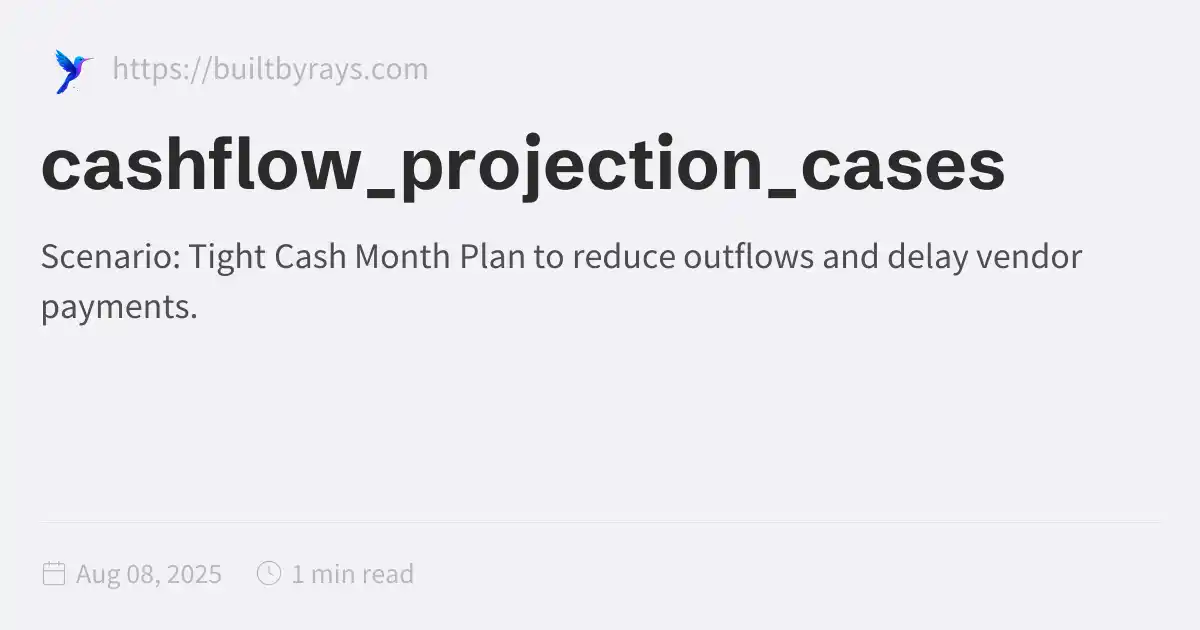 https://builtbyrays.com
cashflow_projection_cases
Scenario: Tight Cash Month Plan to reduce outflows and delay vendor
payments.
Aug 08, 2025 1 min read